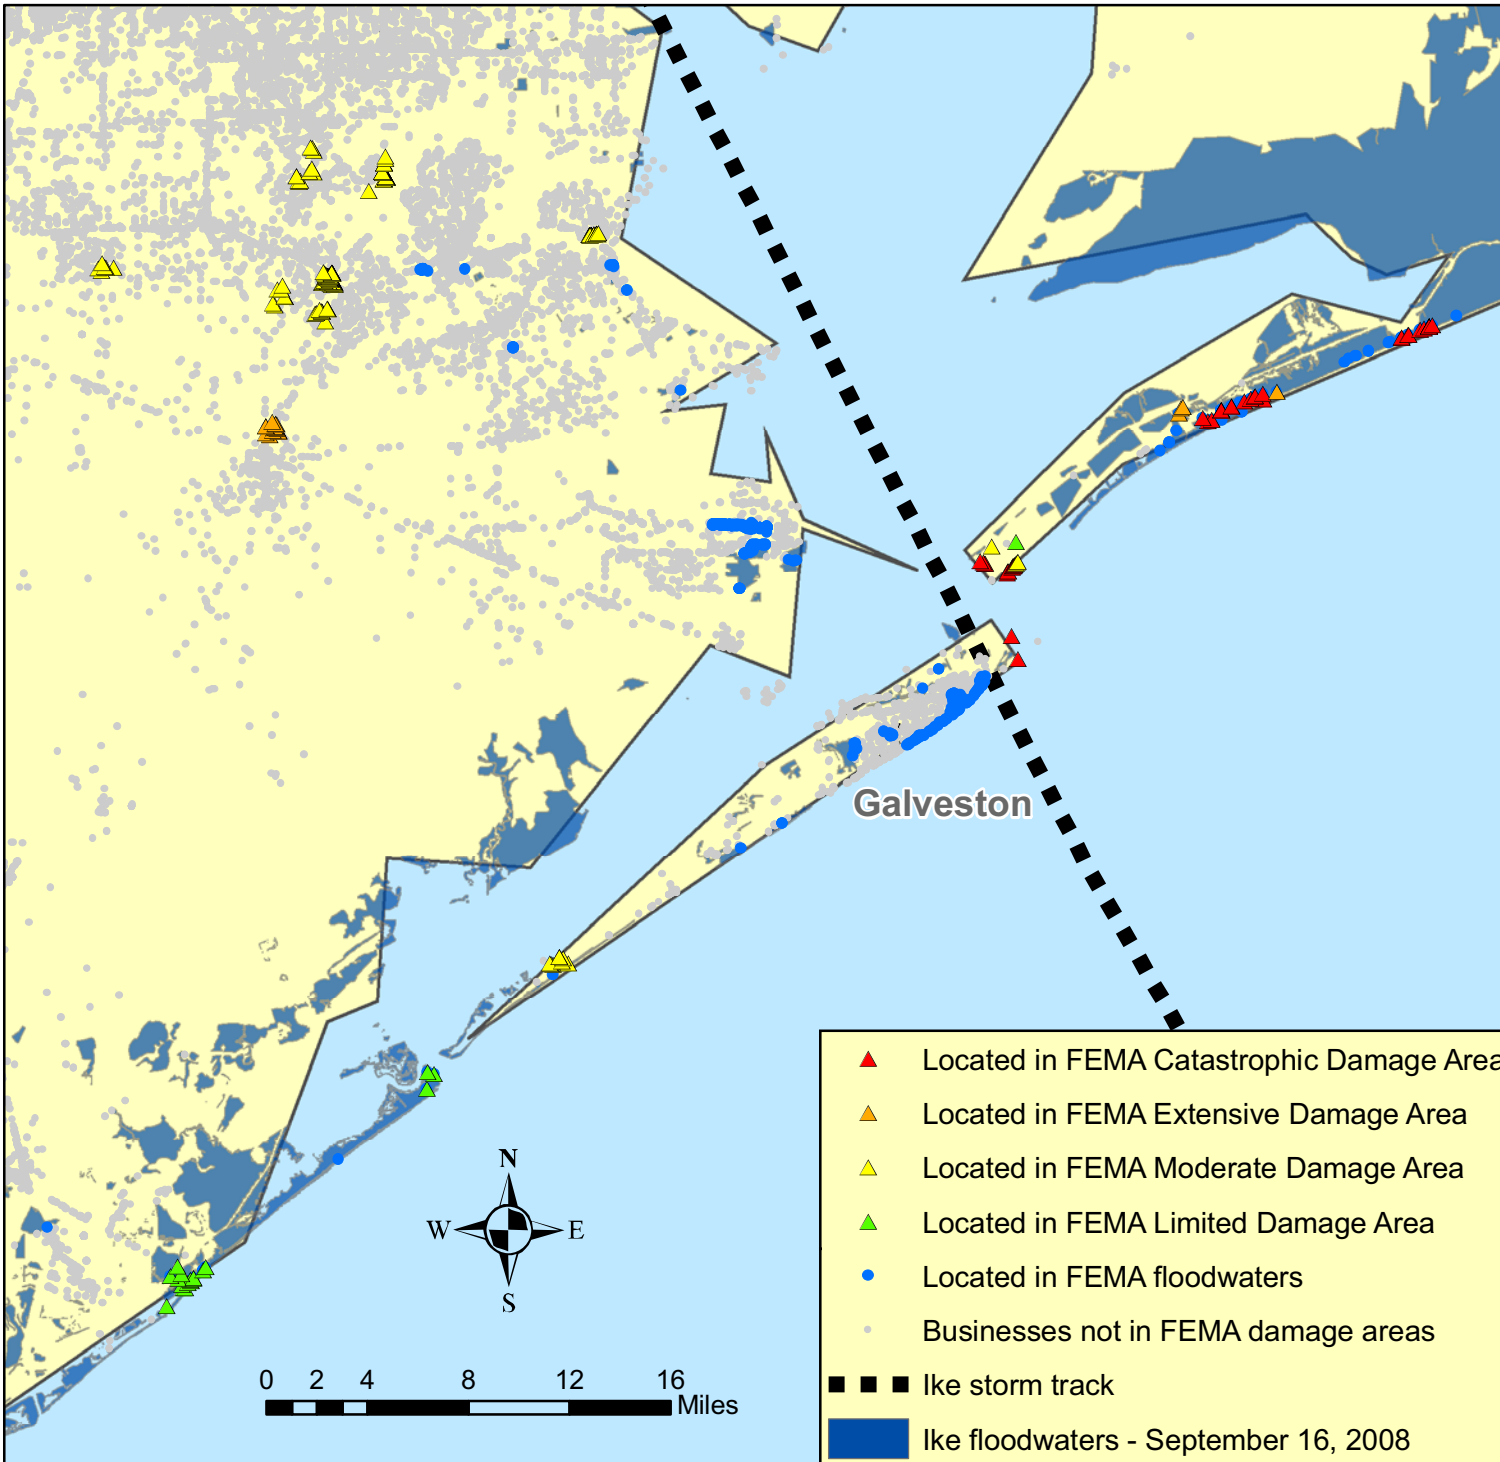 Galveston
N
W E
S
0 2 4 8 12 16
Miles
Located in FEMA Catastrophic Damage Area
Located in FEMA Extensive Damage Area
Located in FEMA Moderate Damage Area
Located in FEMA Limited Damage Area
Located in FEMA floodwaters
Businesses not in FEMA damage areas
Ike storm track
Ike floodwaters - September 16, 2008